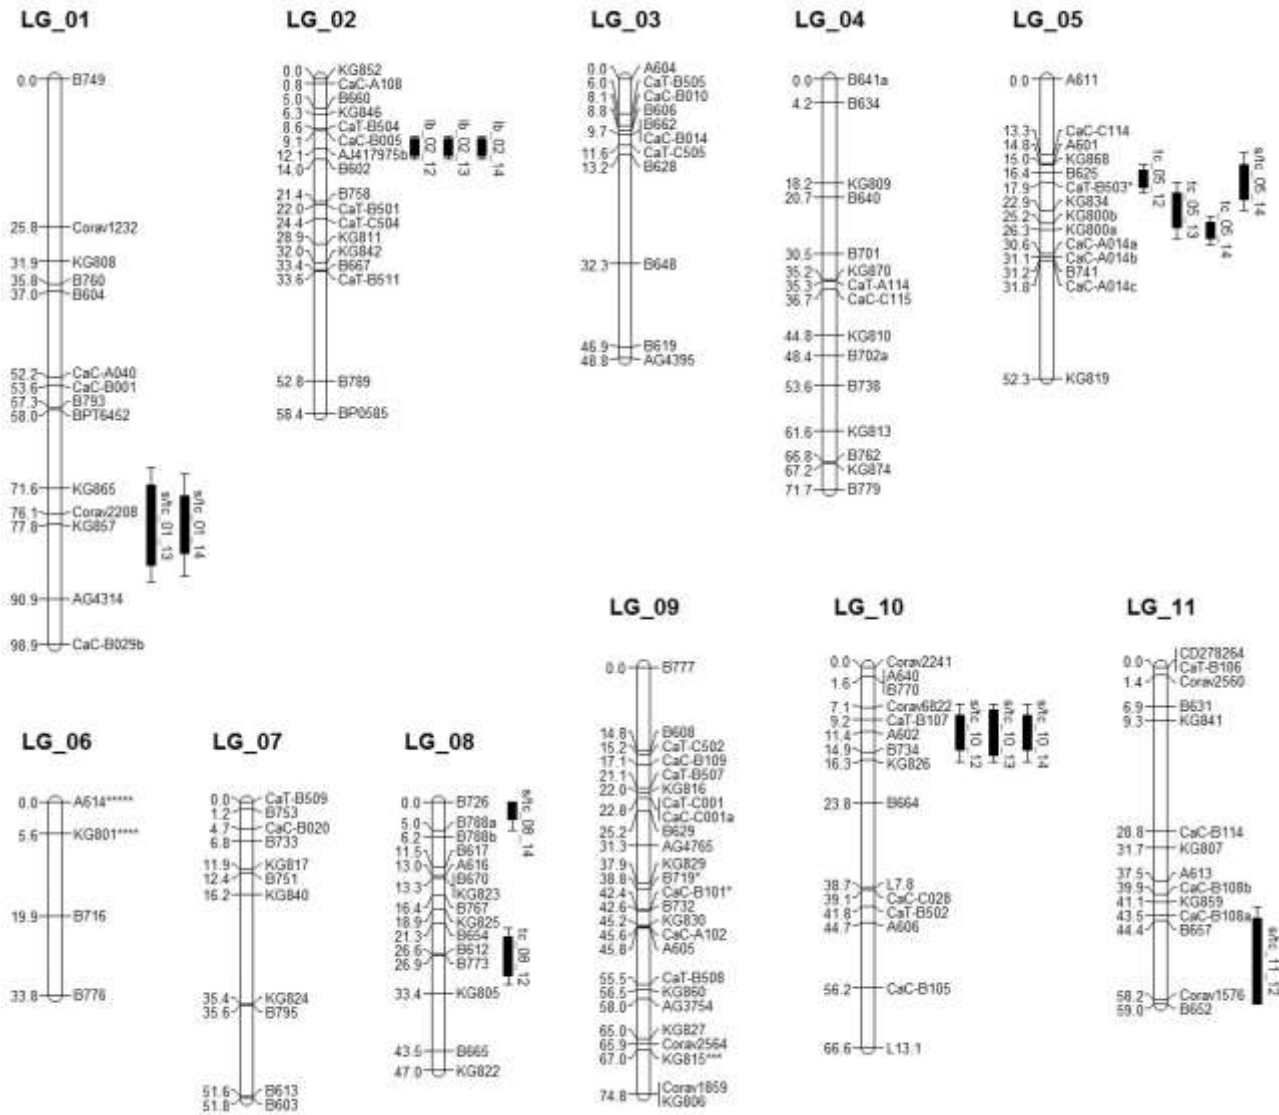 LG_01
0.0 B749
25.8 Corav1232
31.9 KG808
35.8 B760
37.0 B604
52.2 CaC-A040
53.6 CaC-B001
57.3 B793
58.0 BPT6452
71.6 KG865
76.1 Corav2208
77.8 KG857
90.9 AG4314
98.9 CaC-B029b
s/tc_01_13
s/tc_01_14
LG_02
0.0 KG852
0.8 CaC-A108
5.0 B660
6.3 KG846
8.6 CaT-B504
9.1 CaC-B005
12.1 AJ417975b
14.0 B602
21.4 B758
22.0 CaT-B501
24.4 CaT-C504
28.9 KG811
32.0 KG842
33.4 B667
33.6 CaT-B511
52.8 B789
58.4 BP0585
lb_02_12
lb_02_13
lb_02_14
LG_03
0.0 A604
6.0 CaT-B505
8.1 CaC-B010
8.8 B606
9.7 B662
CaC-B014
11.6 CaT-C505
13.2 B628
32.3 B648
46.9 B619
48.8 AG4395
LG_04
0.0 B641a
4.2 B634
18.2 KG809
20.7 B640
30.5 B701
35.2 KG870
35.3 CaT-A114
36.7 CaC-C115
44.8 KG810
48.4 B702a
53.6 B738
61.6 KG813
66.8 B762
67.2 KG874
71.7 B779
LG_05
0.0 A611
13.3 CaC-C114
14.8 A601
15.0 KG868
16.4 B625
17.9 CaT-B503*
22.9 KG834
25.2 KG800b
26.3 KG800a
30.6 CaC-A014a
31.1 CaC-A014b
31.2 B741
31.8 CaC-A014c
52.3 KG819
tc_05_12
tc_05_13
tc_05_14
s/tc_05_14
LG_06
0.0 A614*****
5.6 KG801****
19.9 B716
33.8 B776
LG_07
0.0 CaT-B509
1.2 B753
4.7 CaC-B020
6.8 B733
11.9 KG817
12.4 B751
16.2 KG840
35.4 KG824
35.6 B795
51.6 B613
51.8 B603
LG_08
0.0 B726
5.0 B788a
6.2 B788b
11.5 B617
13.0 A616
13.3 B670
KG823
16.4 B767
18.9 KG825
21.3 B654
26.6 B612
26.9 B773
33.4 KG805
43.5 B665
47.0 KG822
s/tc_08_14
tc_08_12
LG_09
0.0 B777
14.8 B608
15.2 CaT-C502
17.1 CaC-B109
21.1 CaT-B507
22.0 KG816
22.8 CaT-C001
CaC-C001a
25.2 B629
31.3 AG4765
37.9 KG829
38.8 B719*
42.4 CaC-B101*
42.6 B732
45.2 KG830
45.6 CaC-A102
45.8 A605
55.5 CaT-B508
56.5 KG860
58.0 AG3754
65.0 KG827
65.9 Corav2564
67.0 KG815***
74.8 Corav1859
KG806
LG_10
0.0 Corav2241
1.6 A640
B770
7.1 Corav6822
9.2 CaT-B107
11.4 A602
14.9 B734
16.3 KG826
23.8 B664
38.7 L7.8
39.1 CaC-C028
41.8 CaT-B502
44.7 A606
56.2 CaC-B105
66.6 L13.1
s/tc_10_12
s/tc_10_13
s/tc_10_14
LG_11
0.0 CD278264
CaT-B106
1.4 Corav2560
6.9 B631
9.3 KG841
28.8 CaC-B114
31.7 KG807
37.5 A613
39.9 CaC-B108b
41.1 KG859
43.5 CaC-B108a
44.4 B657
58.2 Corav1576
59.0 B652
s/tc_11_12